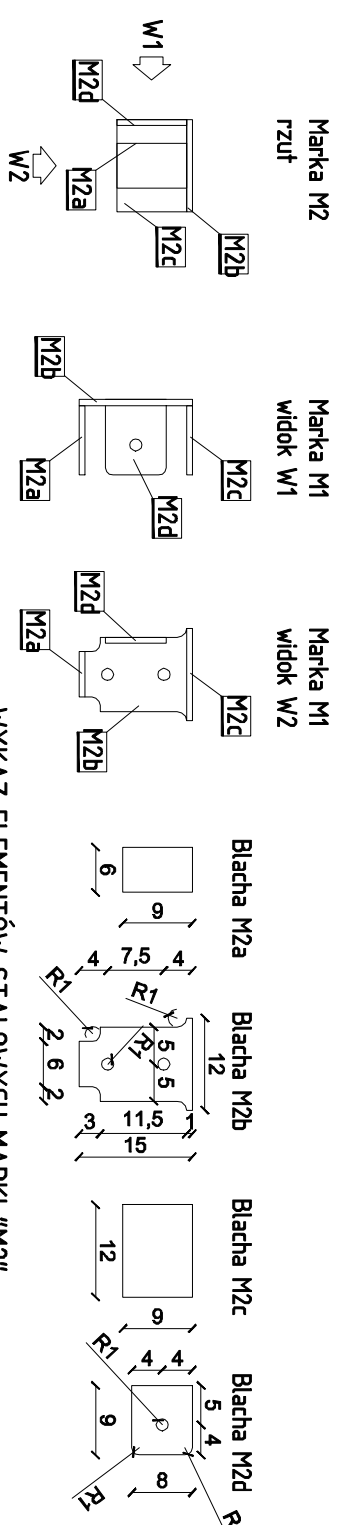 Marka M2
rzut
W1
W2
M2d
M2a
M2c
M2b
Marka M1
widok W1
M2b
M2a
M2d
M2c
Marka M1
widok W2
M2d
M2a
M2b
M2c
Blacha M2a
6
9
Blacha M2b
4
7,5
4
R1
R1
R1
2
6
2
5
5
12
3
11,5
1
15
Blacha M2c
12
9
Blacha M2d
4
4
5
4
R1
9
8
R1
WYKAZ ELEMENTÓW STALOWYCH MARKI "M2"